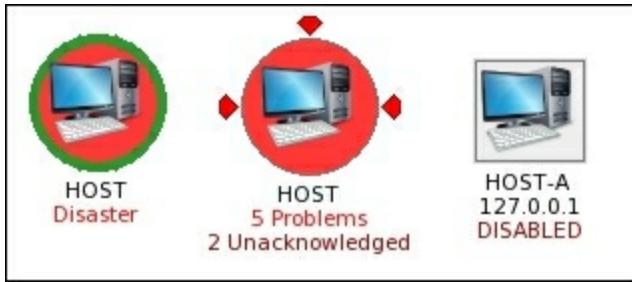 HOST
Disaster
HOST
5 Problems
2 Unacknowledged
HOST-A
127.0.0.1
DISABLED